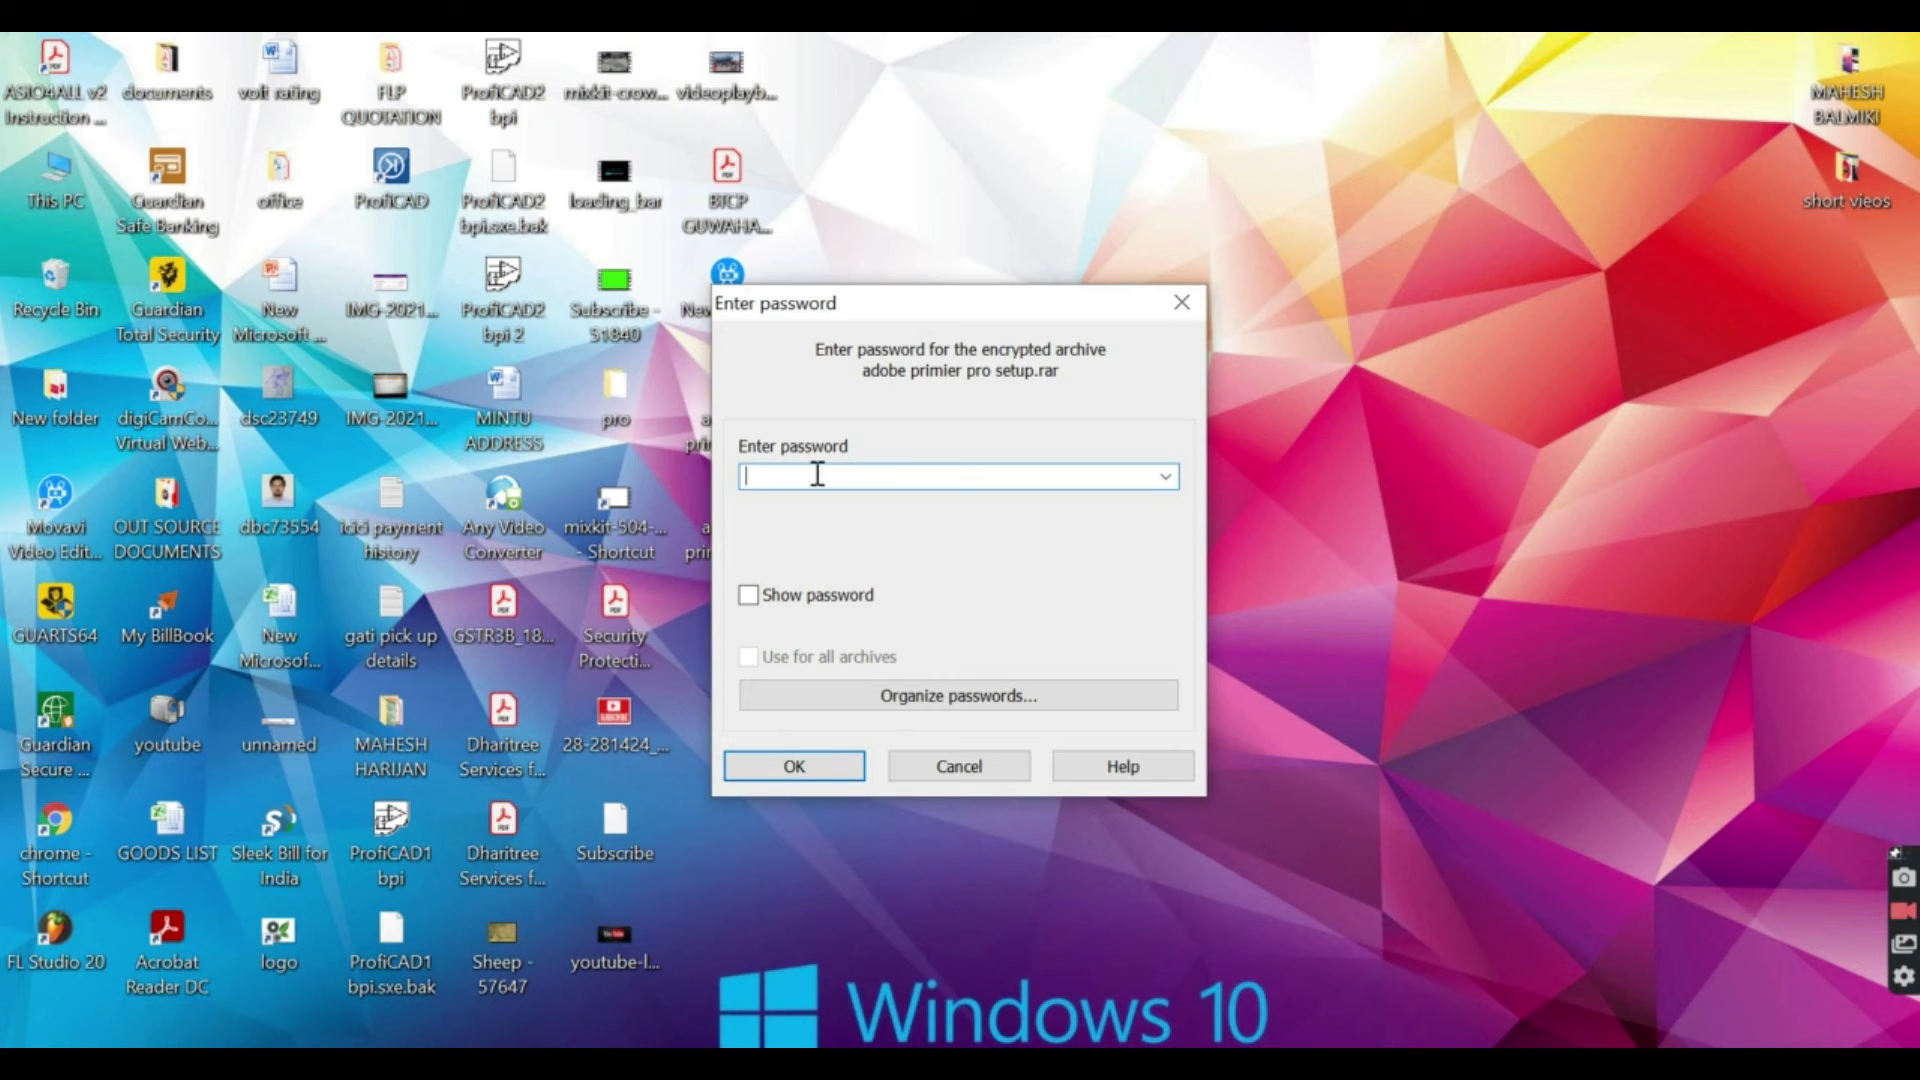 ASIO4ALL v2
Instruction ...
documents
volt rating
FLP
QUOTATION
ProfiCAD2
bpi
mixkit-crow...
videoplayb...
MAHESH
BALMIKI
This PC
Guardian
Safe Banking
office
ProfiCAD
ProfiCAD2
bpi.sxe.bak
loading_bar
BTCP
GUWAHA...
short vieos
Recycle Bin
Guardian
Total Security
New
Microsoft ...
IMG-2021...
ProfiCAD2
bpi 2
Subscribe -
51840
New folder
digiCamCo...
Virtual Web...
dsc23749
IMG-2021...
MINTU
ADDRESS
pro
Movavi
Video Edit...
OUT SOURCE
DOCUMENTS
dbc73554
icici payment
history
Any Video
Converter
mixkit-504-...
- Shortcut
GUARTS64
My BillBook
New
Microsof...
gati pick up
details
GSTR3B_18...
Security
Protecti...
Guardian
Secure ...
youtube
unnamed
MAHESH
HARIJAN
Dharitree
Services f...
28-281424_...
chrome -
Shortcut
GOODS LIST
Sleek Bill for
India
ProfiCAD1
bpi
Dharitree
Services f...
Subscribe
FL Studio 20
Acrobat
Reader DC
logo
ProfiCAD1
bpi.sxe.bak
Sheep -
57647
youtube-l...
Enter password
Enter password for the encrypted archive
adobe primier pro setup.rar
Enter password
Show password
Use for all archives
Organize passwords...
OK
Cancel
Help
Windows 10